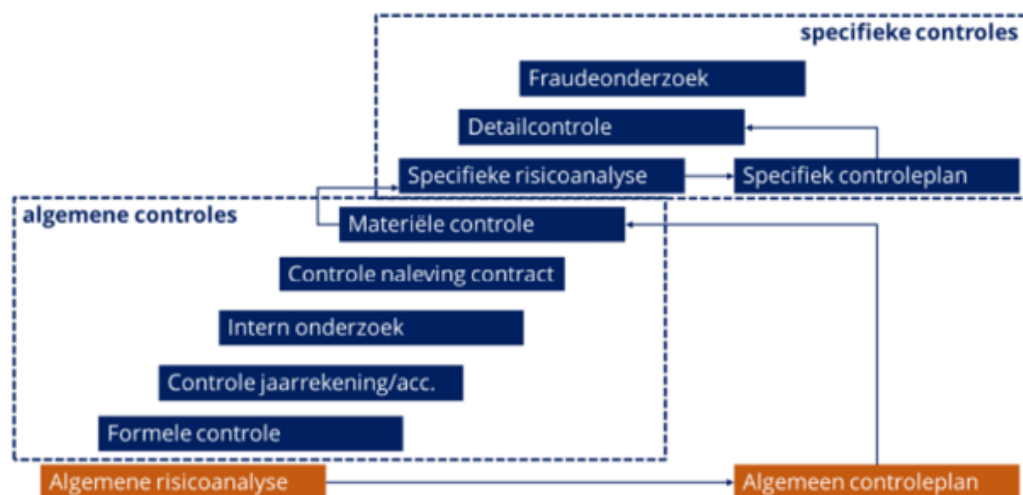 specifieke controles
Fraudeonderzoek
Detailcontrole
Specifieke risicoanalyse
Specifiek controleplan
algemene controles
Materiële controle
Controle naleving contract
Intern onderzoek
Controle jaarrekening/acc.
Formele controle
Algemene risicoanalyse
Algemeen controleplan